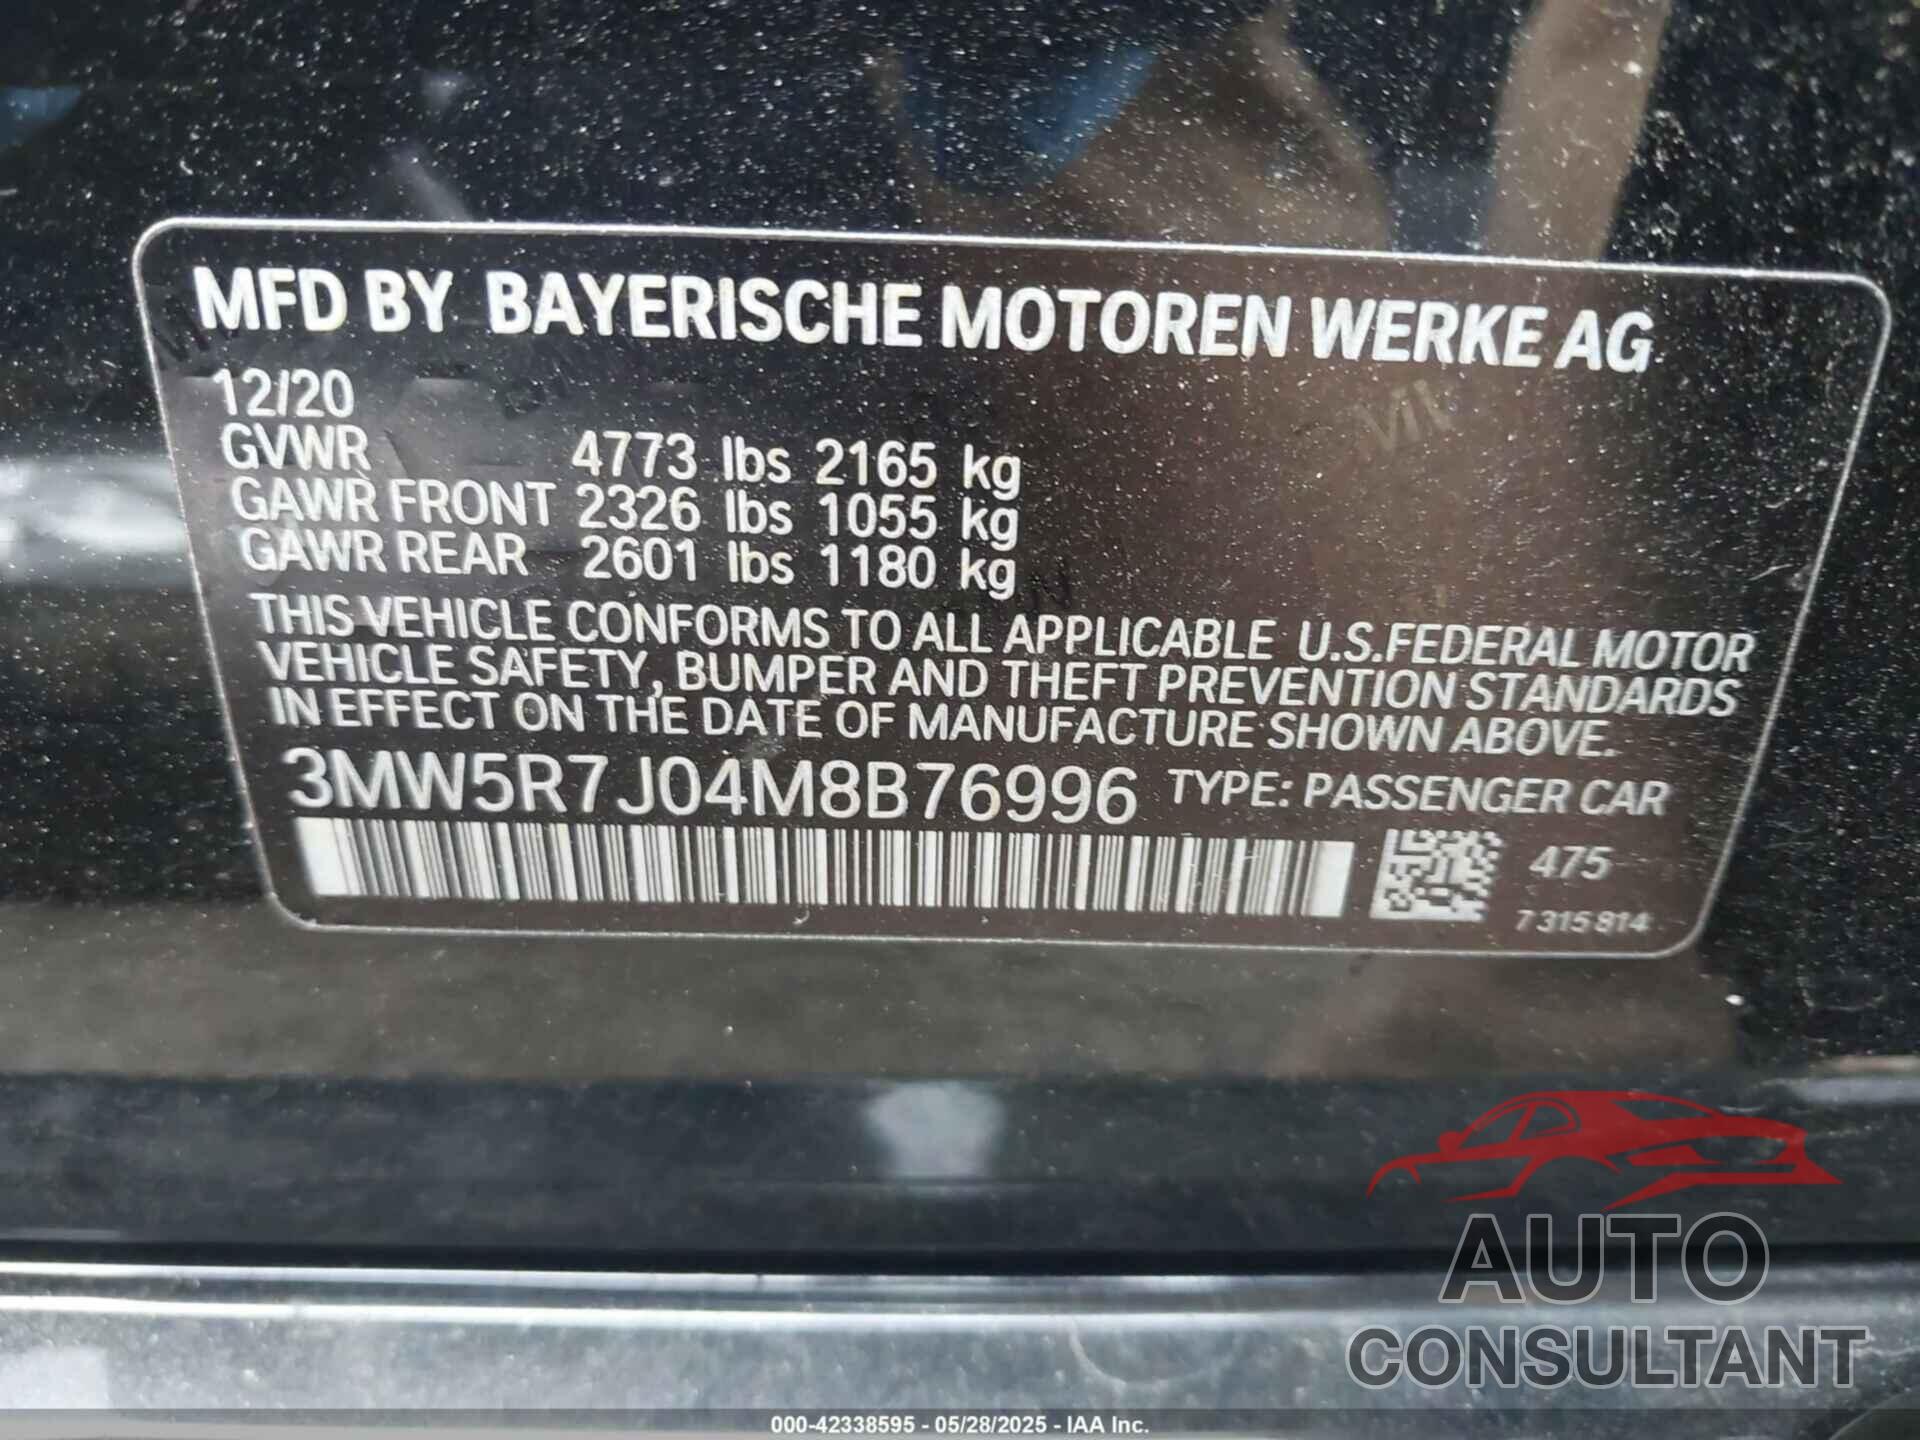 MFD BY BAYERISCHE MOTOREN WERKE AG
12/20
GVWR 4773 lbs 2165 kg
GAWR FRONT 2326 lbs 1055 kg
GAWR REAR 2601 lbs 1180 kg
THIS VEHICLE CONFORMS TO ALL APPLICABLE U.S.FEDERAL MOTOR
VEHICLE SAFETY, BUMPER AND THEFT PREVENTION STANDARDS
IN EFFECT ON THE DATE OF MANUFACTURE SHOWN ABOVE.
3MW5R7J04M8B76996 TYPE: PASSENGER CAR
475
7 315 814
AUTO
CONSULTANT
000-42338595 - 05/28/2025 - IAA Inc.